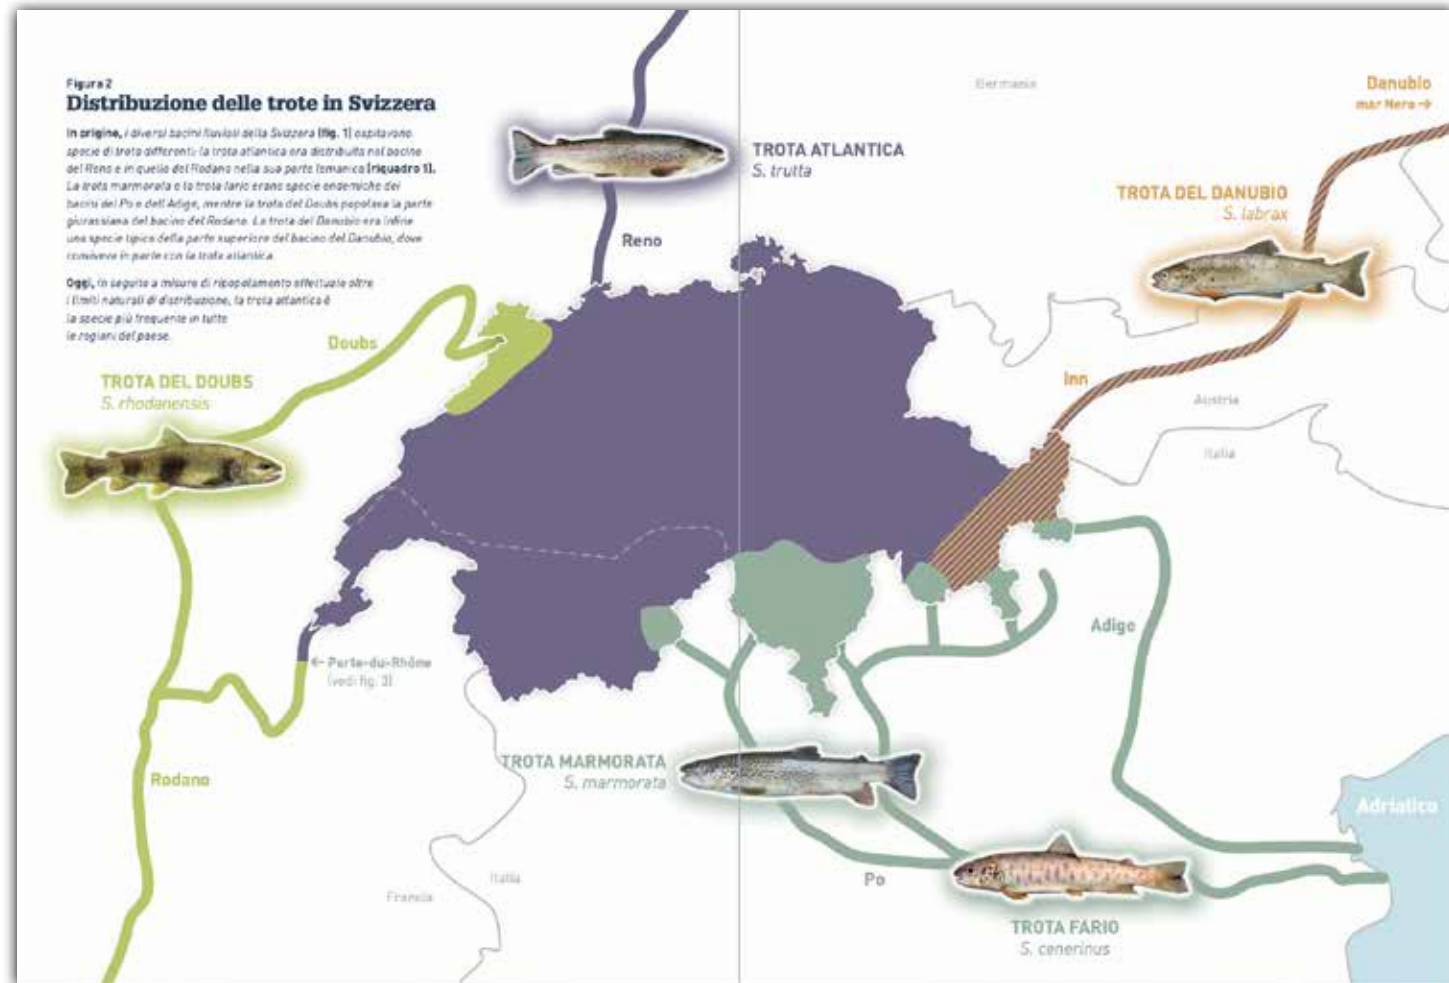 Figura 2
Distribuzione delle trote in Svizzera
In origine, i diversi bacini fluviali della Svizzera (fig. 1) ospitavano
specie di trota differenti: la trota atlantica era distribuita nel bacino
del Reno e in quello del Rodano nella sua parte lemanica (riquadro 1).
La trota marmorata e la trota fario erano specie endemiche dei
bacini del Po e dell'Adige, mentre la trota del Doubs popolava la parte
giurassiana del bacino del Rodano. La trota del Danubio era infine
una specie tipica della parte superiore del bacino del Danubio, dove
conviveva in parte con la trota atlantica.
Oggi, in seguito a misure di ripopolamento effettuate oltre
i limiti naturali di distribuzione, la trota atlantica è
la specie più frequente in tutte
le regioni del paese.
Germania
Danubio
mar Nero →
TROTA ATLANTICA
S. trutta
TROTA DEL DANUBIO
S. labrax
Reno
Doubs
TROTA DEL DOUBS
S. rhodanensis
Inn
Austria
Italia
Adige
← Perte-du-Rhône
(vedi fig. 3)
Rodano
TROTA MARMORATA
S. marmorata
Adriatico
Po
Italia
Francia
TROTA FARIO
S. cenerinus